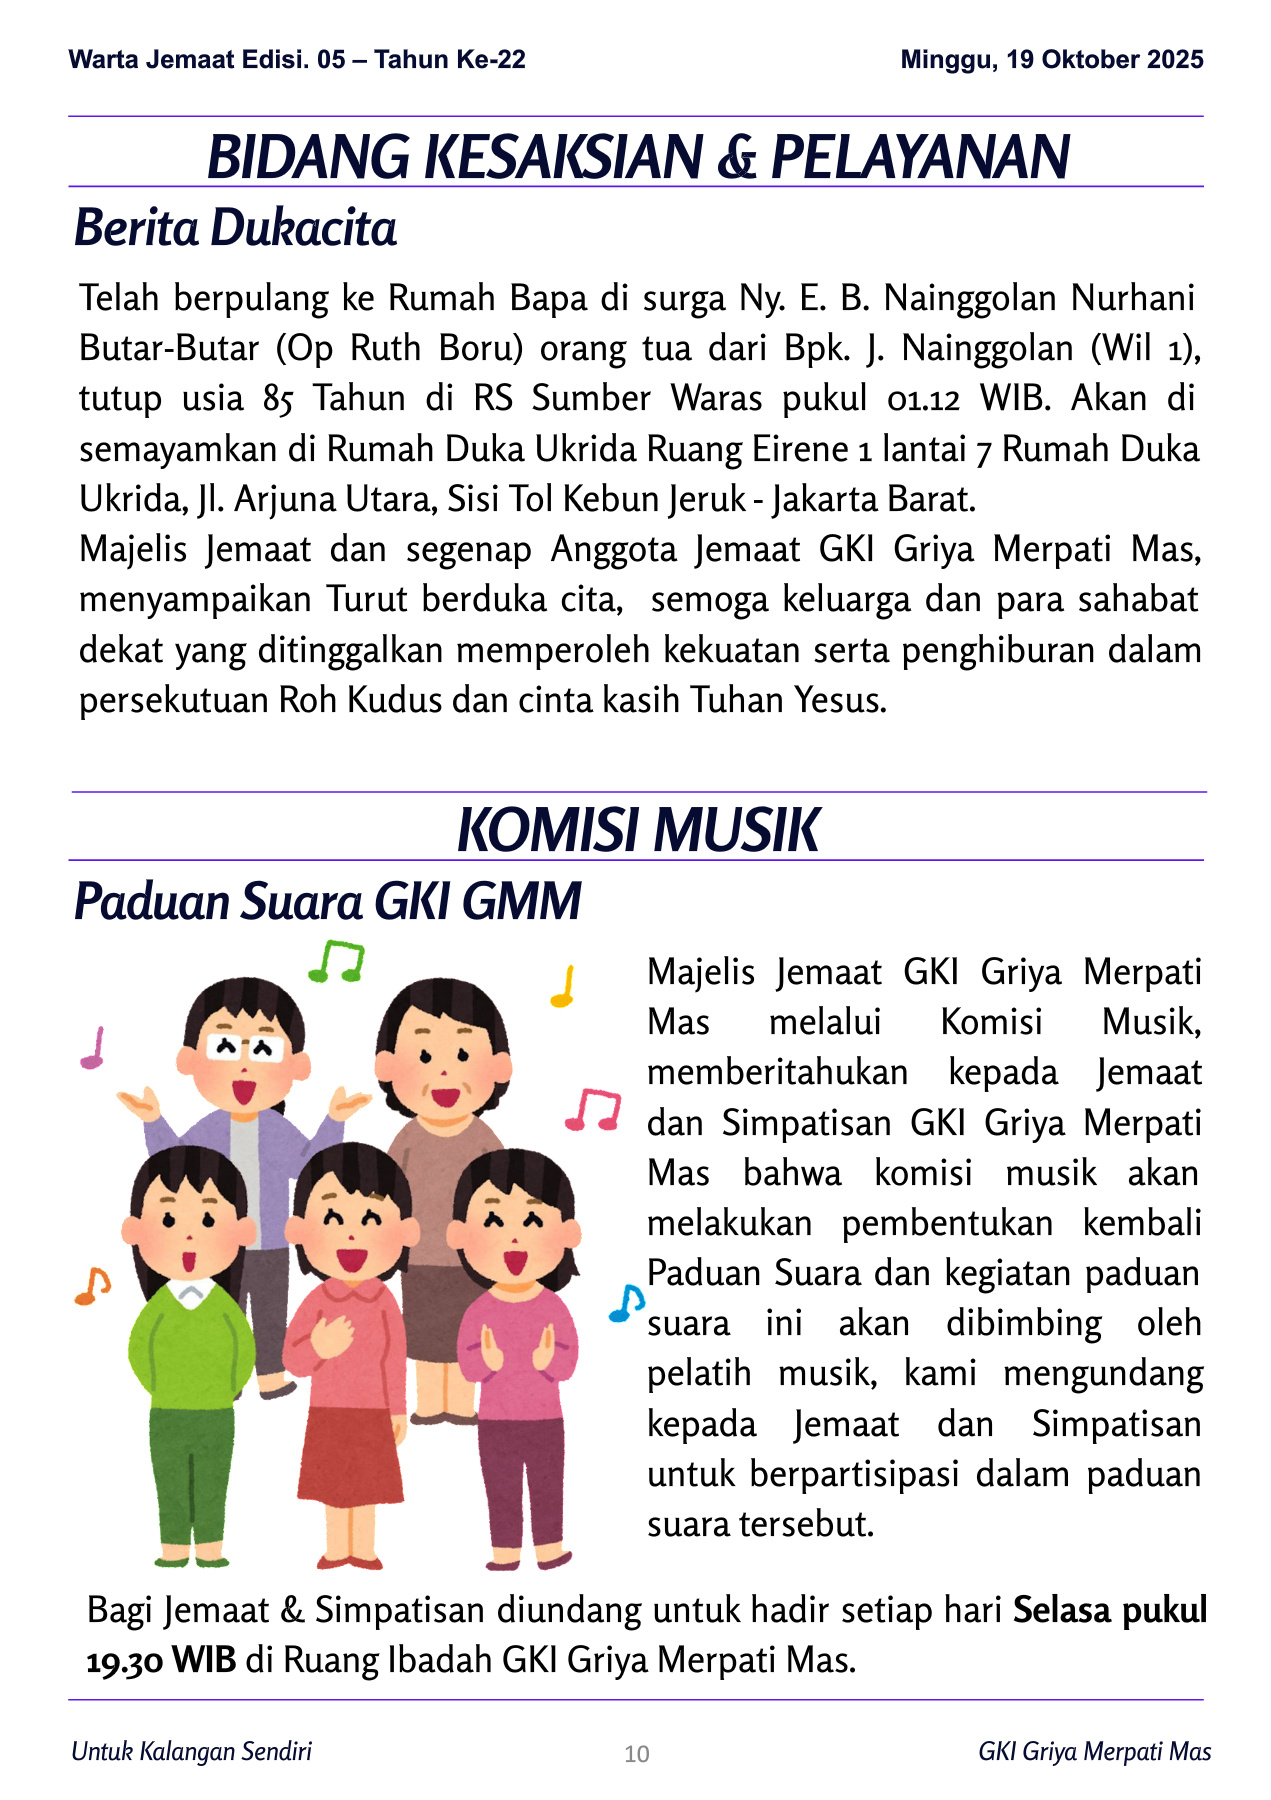 Warta Jemaat Edisi. 05 – Tahun Ke-22
Minggu, 19 Oktober 2025
BIDANG KESAKSIAN & PELAYANAN
Berita Dukacita
Telah berpulang ke Rumah Bapa di surga Ny. E. B. Nainggolan Nurhani
Butar-Butar (Op Ruth Boru) orang tua dari Bpk. J. Nainggolan (Wil 1),
tutup usia 85 Tahun di RS Sumber Waras pukul 01.12 WIB. Akan di
semayamkan di Rumah Duka Ukrida Ruang Eirene 1 lantai 7 Rumah Duka
Ukrida, Jl. Arjuna Utara, Sisi Tol Kebun Jeruk - Jakarta Barat.
Majelis Jemaat dan segenap Anggota Jemaat GKI Griya Merpati Mas,
menyampaikan Turut berduka cita, semoga keluarga dan para sahabat
dekat yang ditinggalkan memperoleh kekuatan serta penghiburan dalam
persekutuan Roh Kudus dan cinta kasih Tuhan Yesus.
KOMISI MUSIK
Paduan Suara GKI GMM
Majelis Jemaat GKI Griya Merpati
Mas melalui Komisi Musik,
memberitahukan kepada Jemaat
dan Simpatisan GKI Griya Merpati
Mas bahwa komisi musik akan
melakukan pembentukan kembali
Paduan Suara dan kegiatan paduan
suara ini akan dibimbing oleh
pelatih musik, kami mengundang
kepada Jemaat dan Simpatisan
untuk berpartisipasi dalam paduan
suara tersebut.
Bagi Jemaat & Simpatisan diundang untuk hadir setiap hari Selasa pukul
19.30 WIB di Ruang Ibadah GKI Griya Merpati Mas.
Untuk Kalangan Sendiri
10
GKI Griya Merpati Mas